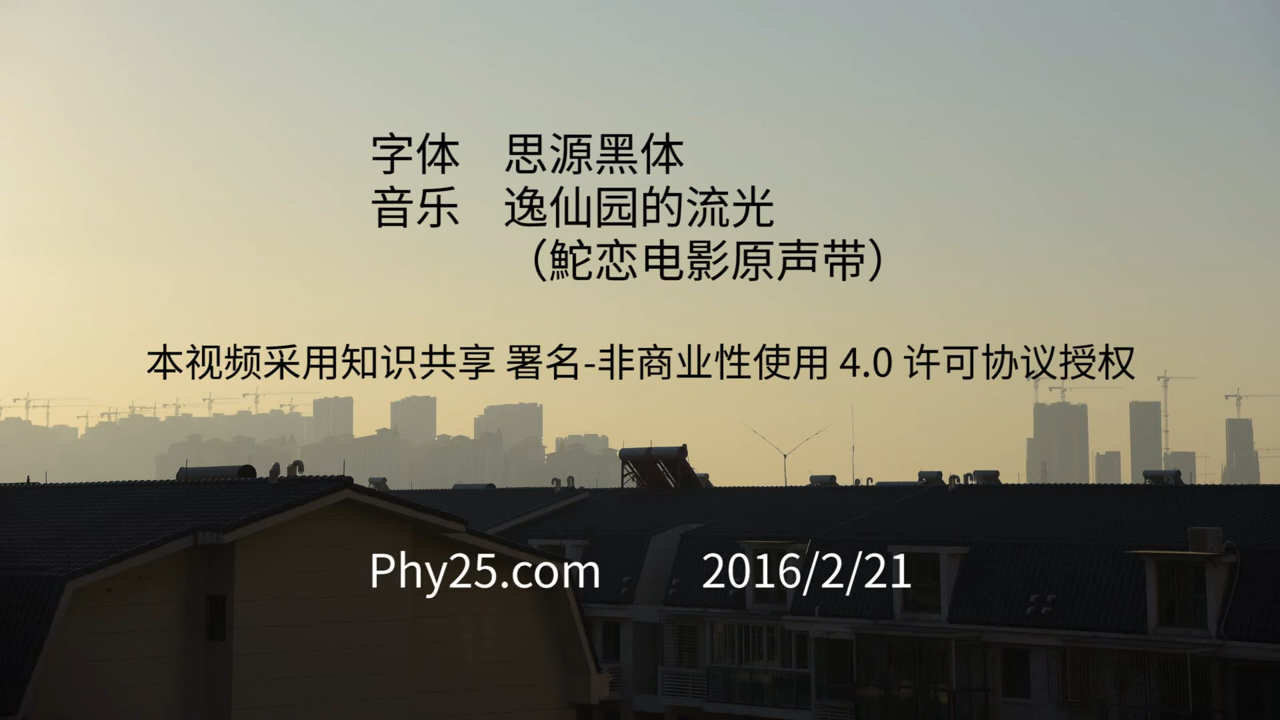 字体 思源黑体
音乐 逸仙园的流光
（鮀恋电影原声带）
本视频采用知识共享 署名-非商业性使用 4.0 许可协议授权
Phy25.com 2016/2/21